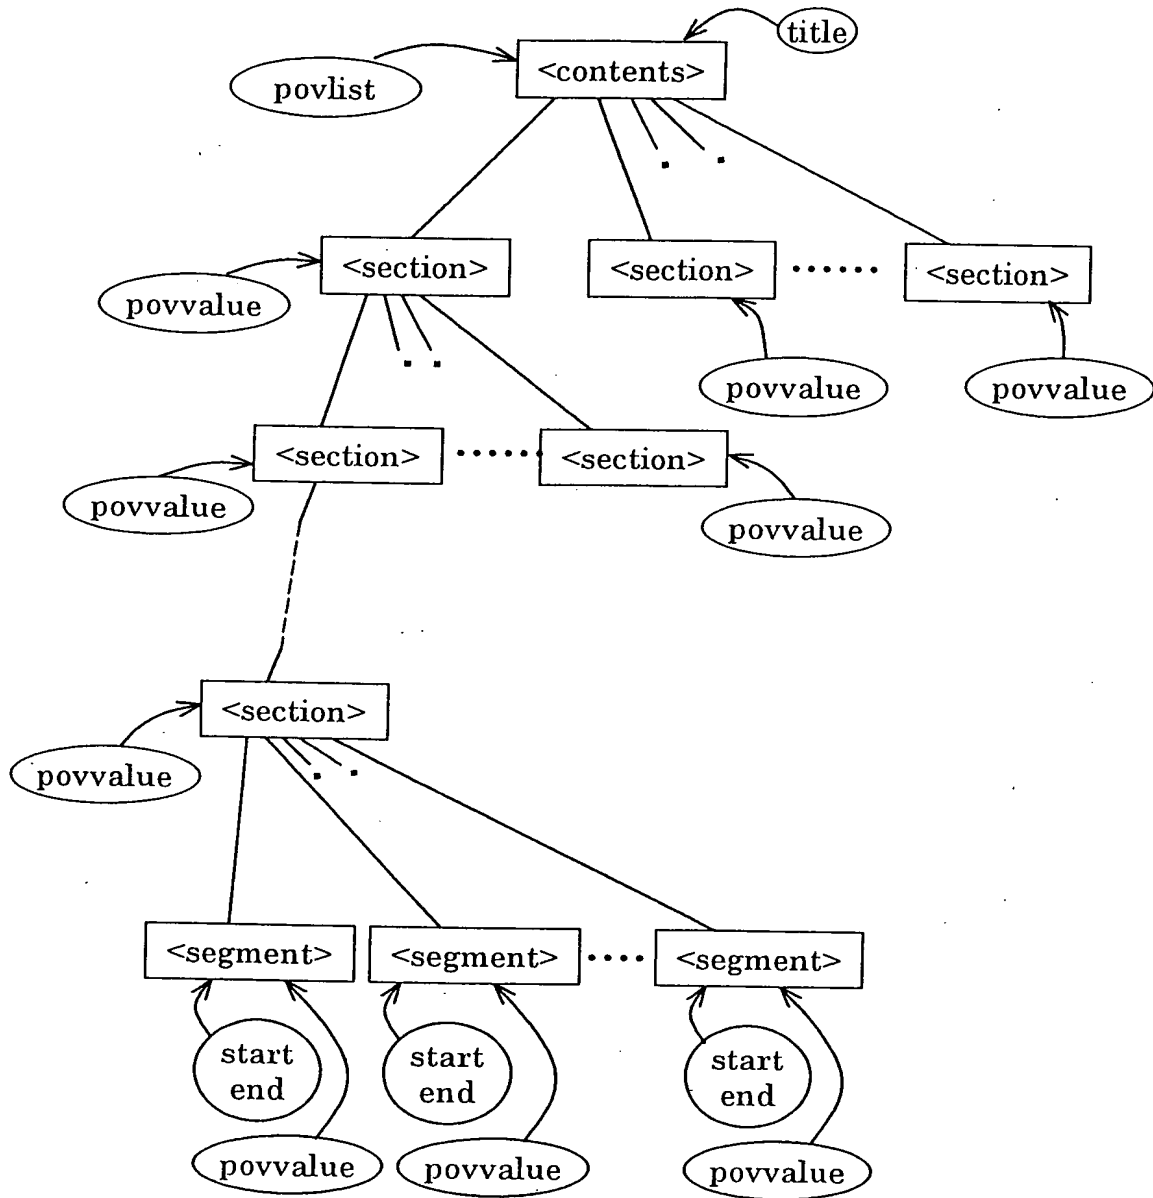 title
<contents>
povlist
<section>
<section>
<section>
povvalue
povvalue
povvalue
<section>
<section>
povvalue
povvalue
<section>
povvalue
<segment>
<segment>
<segment>
start
end
start
end
start
end
povvalue
povvalue
povvalue